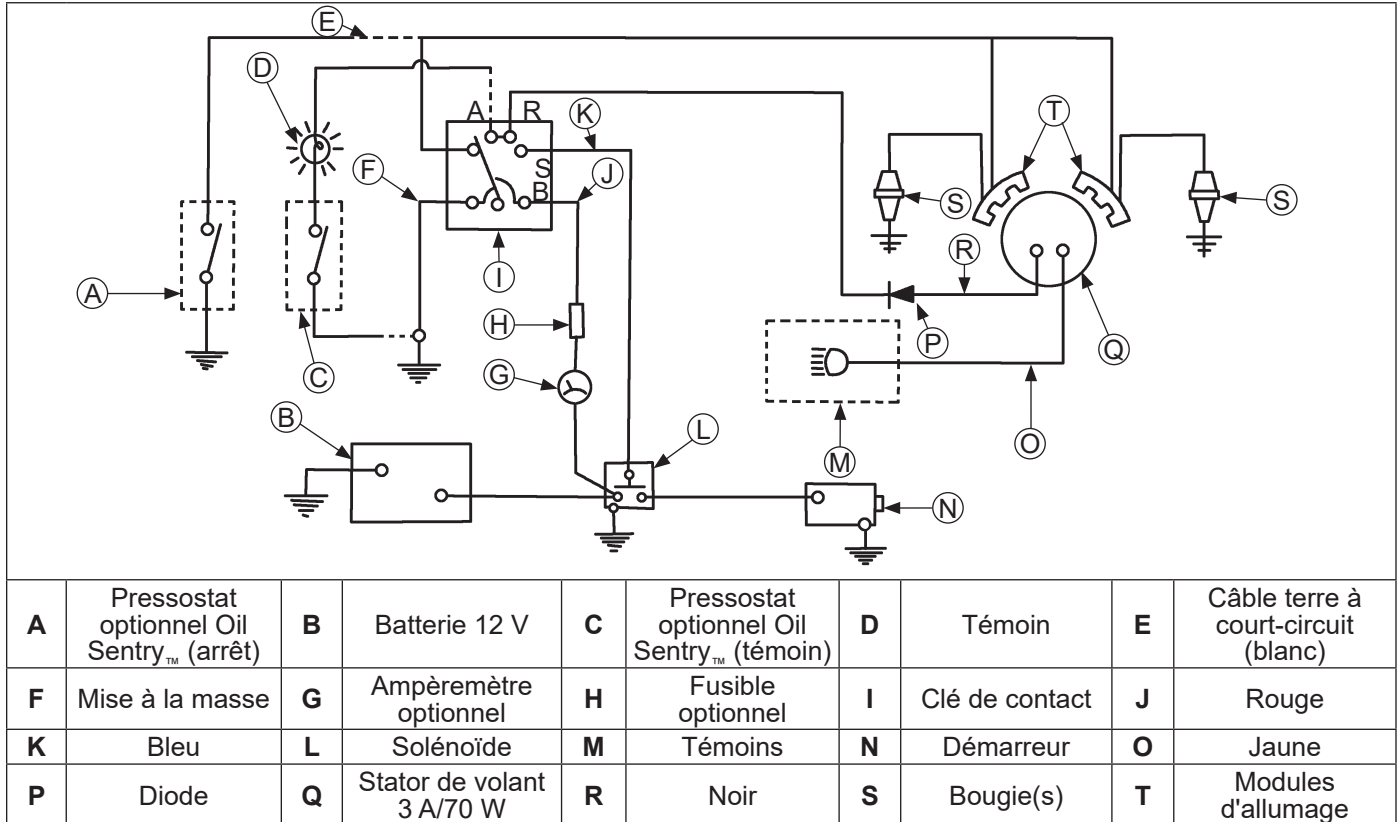 E
D
A R
K
T
F
S
J
B
S
S
R
A
I
H
P
Q
C
G
B
L
O
M
N
A Pressostat optionnel Oil Sentry™ (arrêt) B Batterie 12 V C Pressostat optionnel Oil Sentry™ (témoin) D Témoin E Câble terre à court-circuit (blanc)
F Mise à la masse G Ampèremètre optionnel H Fusible optionnel I Clé de contact J Rouge
K Bleu L Solénoïde M Témoins N Démarreur O Jaune
P Diode Q Stator de volant 3 A/70 W R Noir S Bougie(s) T Modules d'allumage